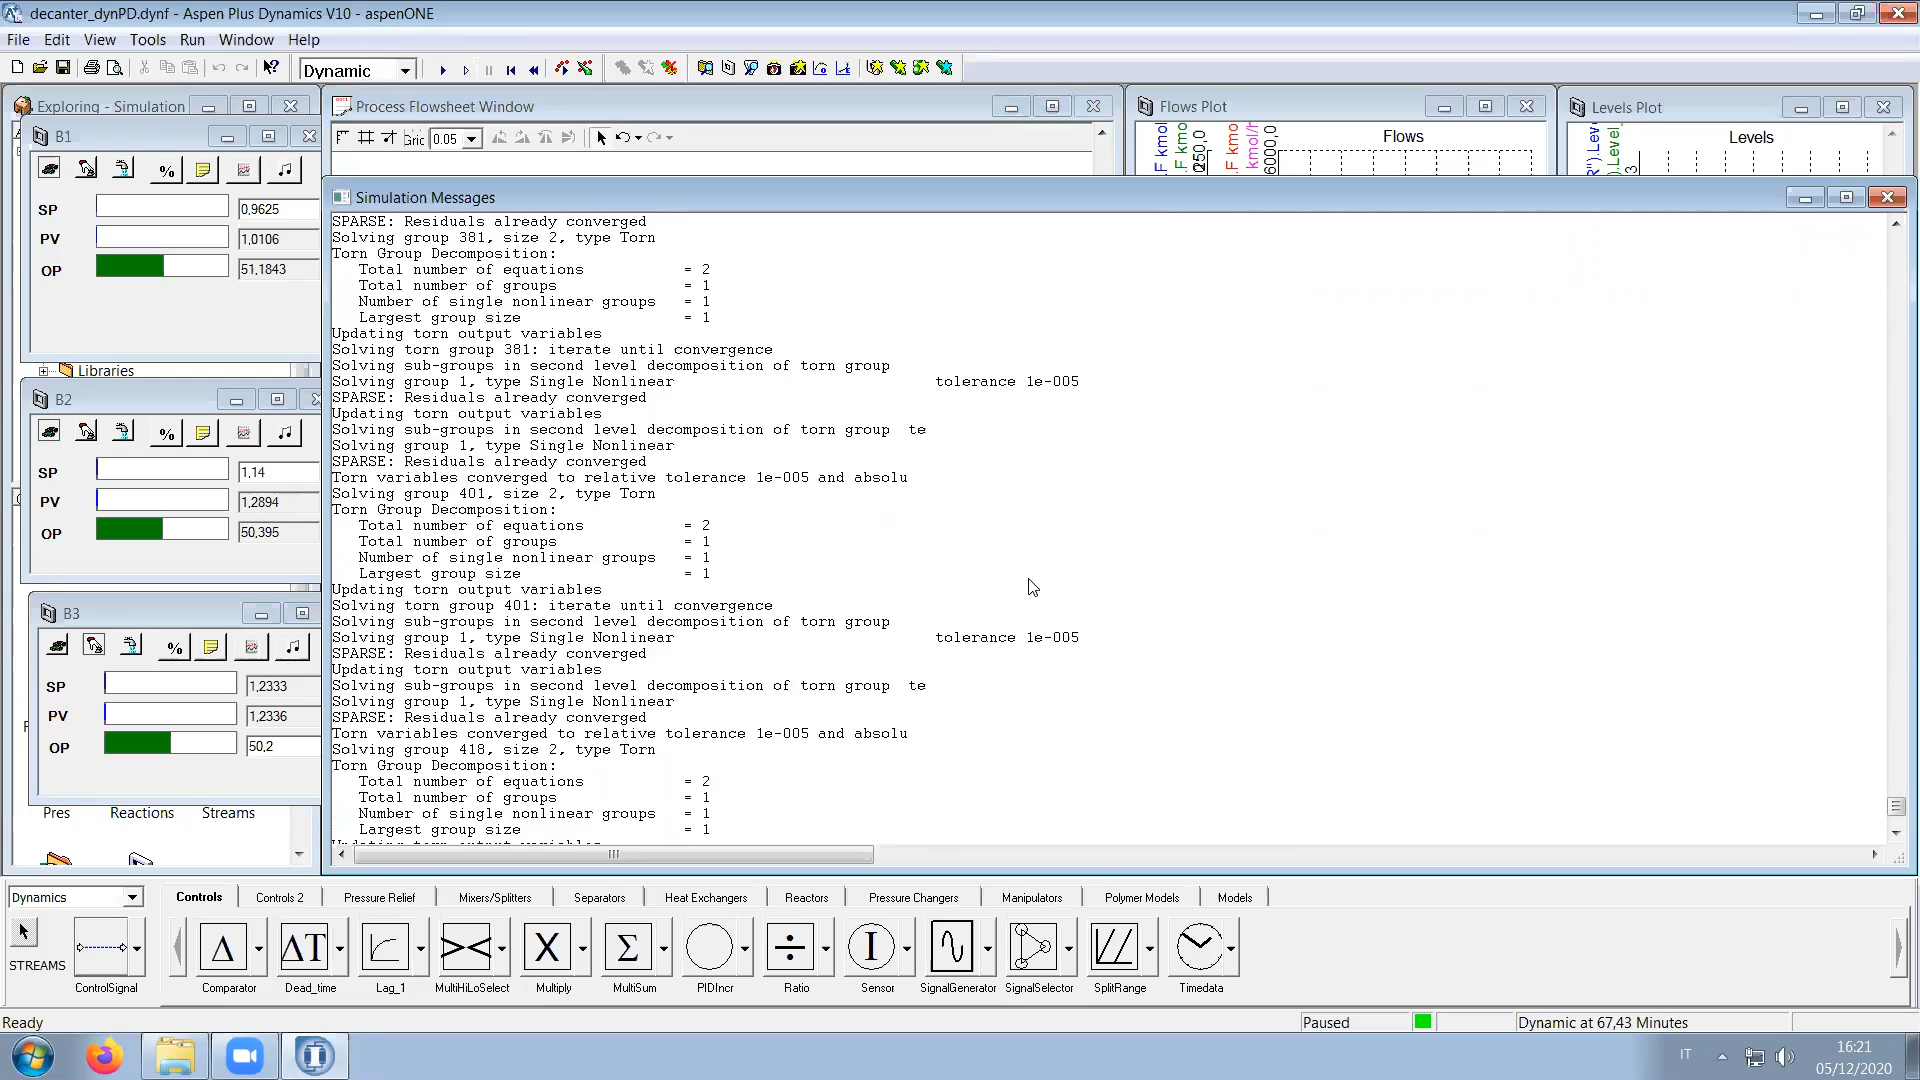 decanter_dynPD.dynf - Aspen Plus Dynamics V10 - aspenONE
File Edit View Tools Run Window Help
Dynamic
Exploring - Simulation
Process Flowsheet Window
Flows Plot
Levels Plot
B1
0.05
Flows
Levels
SP 0,9625
PV 1,0106
OP 51,1843
Libraries
B2
SP 1,14
PV 1,2894
OP 50,395
B3
SP 1,2333
PV 1,2336
OP 50,2
Pres Reactions Streams
Simulation Messages
SPARSE: Residuals already converged
Solving group 381, size 2, type Torn
Torn Group Decomposition:
Total number of equations = 2
Total number of groups = 1
Number of single nonlinear groups = 1
Largest group size = 1
Updating torn output variables
Solving torn group 381: iterate until convergence
Solving sub-groups in second level decomposition of torn group
Solving group 1, type Single Nonlinear tolerance 1e-005
SPARSE: Residuals already converged
Updating torn output variables
Solving sub-groups in second level decomposition of torn group te
Solving group 1, type Single Nonlinear
SPARSE: Residuals already converged
Torn variables converged to relative tolerance 1e-005 and absolu
Solving group 401, size 2, type Torn
Torn Group Decomposition:
Total number of equations = 2
Total number of groups = 1
Number of single nonlinear groups = 1
Largest group size = 1
Updating torn output variables
Solving torn group 401: iterate until convergence
Solving sub-groups in second level decomposition of torn group
Solving group 1, type Single Nonlinear tolerance 1e-005
SPARSE: Residuals already converged
Updating torn output variables
Solving sub-groups in second level decomposition of torn group te
Solving group 1, type Single Nonlinear
SPARSE: Residuals already converged
Torn variables converged to relative tolerance 1e-005 and absolu
Solving group 418, size 2, type Torn
Torn Group Decomposition:
Total number of equations = 2
Total number of groups = 1
Number of single nonlinear groups = 1
Largest group size = 1
Updating torn output variables
Dynamics
Controls Controls 2 Pressure Relief Mixers/Splitters Separators Heat Exchangers Reactors Pressure Changers Manipulators Polymer Models Models
STREAMS
ControlSignal Comparator Dead_time Lag_1 MultiHiLoSelect Multiply MultiSum PIDIncr Ratio Sensor SignalGenerator SignalSelector SplitRange Timedata
Ready Paused Dynamic at 67,43 Minutes
IT
16:21
05/12/2020